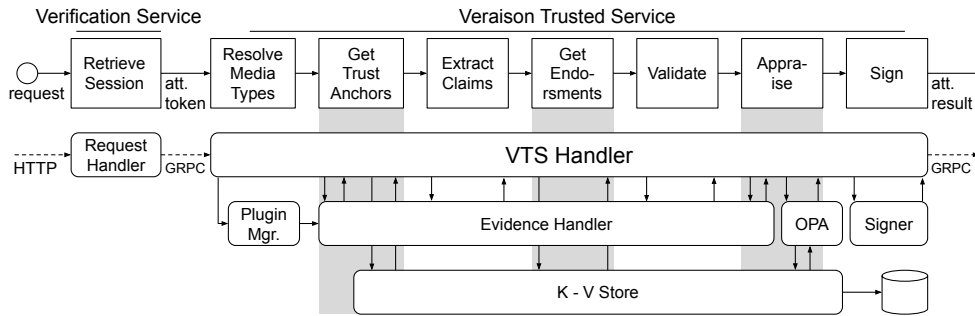 Verification Service
Veraison Trusted Service
request
Retrieve
Session
att.
token
Resolve
Media
Types
Get
Trust
Anchors
Extract
Claims
Get
Endo-
rsments
Validate
Appra-
ise
Sign
att.
result
HTTP
Request
Handler
GRPC
VTS Handler
GRPC
Plugin
Mgr.
Evidence Handler
OPA
Signer
K - V Store